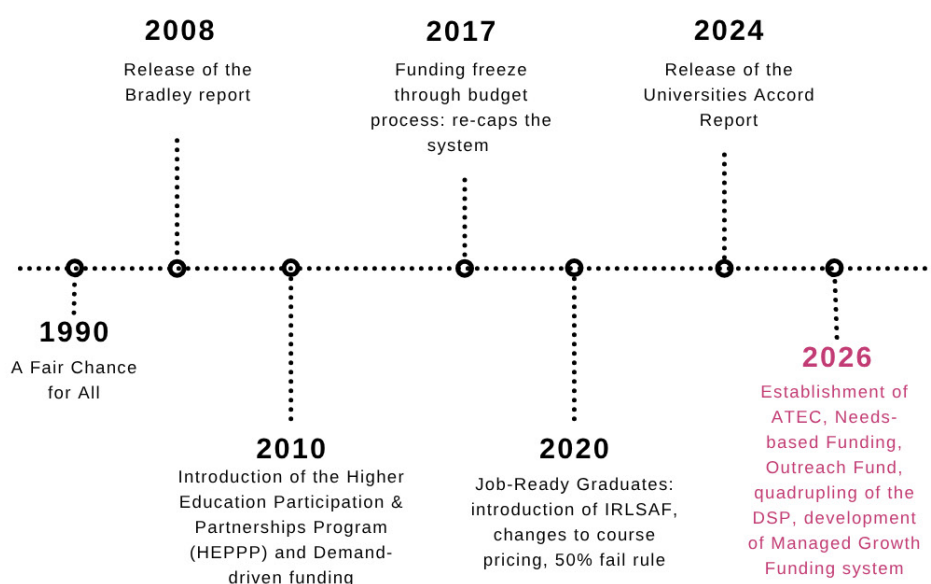 2008
Release of the
Bradley report
2017
Funding freeze
through budget
process: re-caps the
system
2024
Release of the
Universities Accord
Report
1990
A Fair Chance
for All
2010
Introduction of the Higher
Education Participation &
Partnerships Program
(HEPPP) and Demand-
driven funding
2020
Job-Ready Graduates:
introduction of IRLSAF,
changes to course
pricing, 50% fail rule
2026
Establishment of
ATEC, Needs-
based Funding,
Outreach Fund,
quadrupling of the
DSP, development
of Managed Growth
Funding system